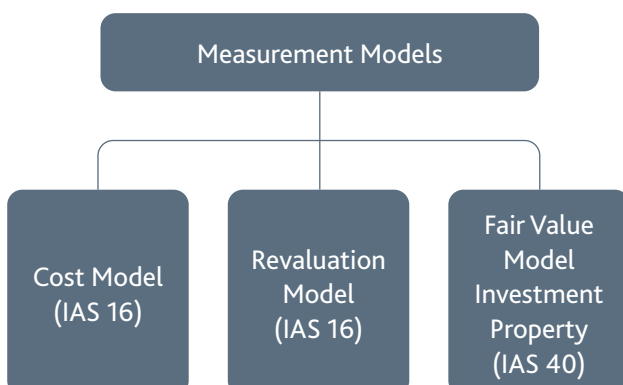 Measurement Models
Cost Model
(IAS 16)
Revaluation
Model
(IAS 16)
Fair Value
Model
Investment
Property
(IAS 40)